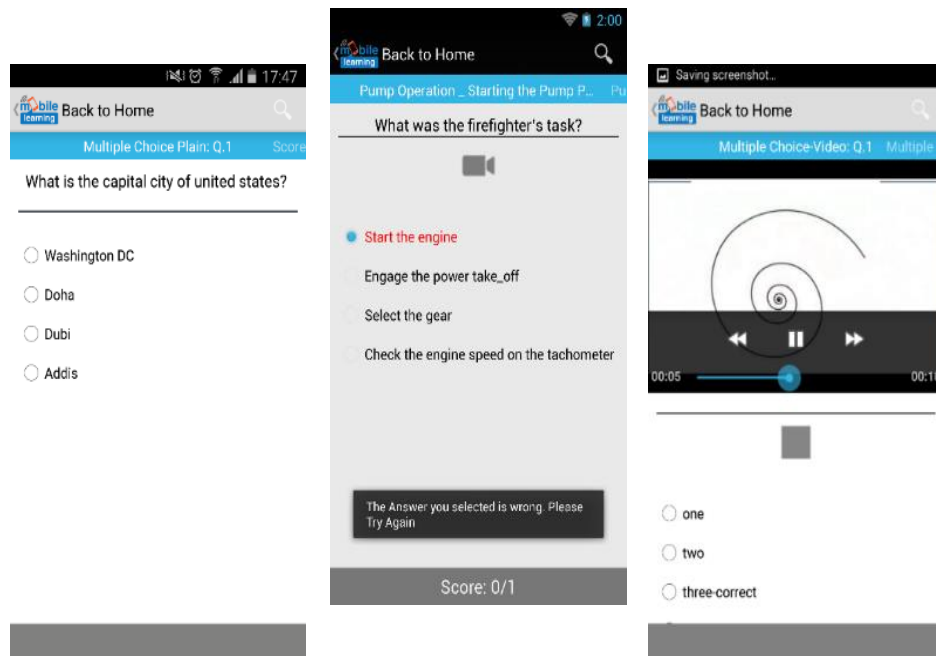 17:47
mobile
learning
Back to Home
Multiple Choice Plain: Q.1 Score
What is the capital city of united states?
Washington DC
Doha
Dubi
Addis
2:00
mobile
learning
Back to Home
Pump Operation _ Starting the Pump P... Pu
What was the firefighter's task?
Start the engine
Engage the power take_off
Select the gear
Check the engine speed on the tachometer
The Answer you selected is wrong. Please
Try Again
Score: 0/1
Saving screenshot...
mobile
learning
Back to Home
Multiple Choice-Video: Q.1 Multiple
00:05 00:1
one
two
three-correct